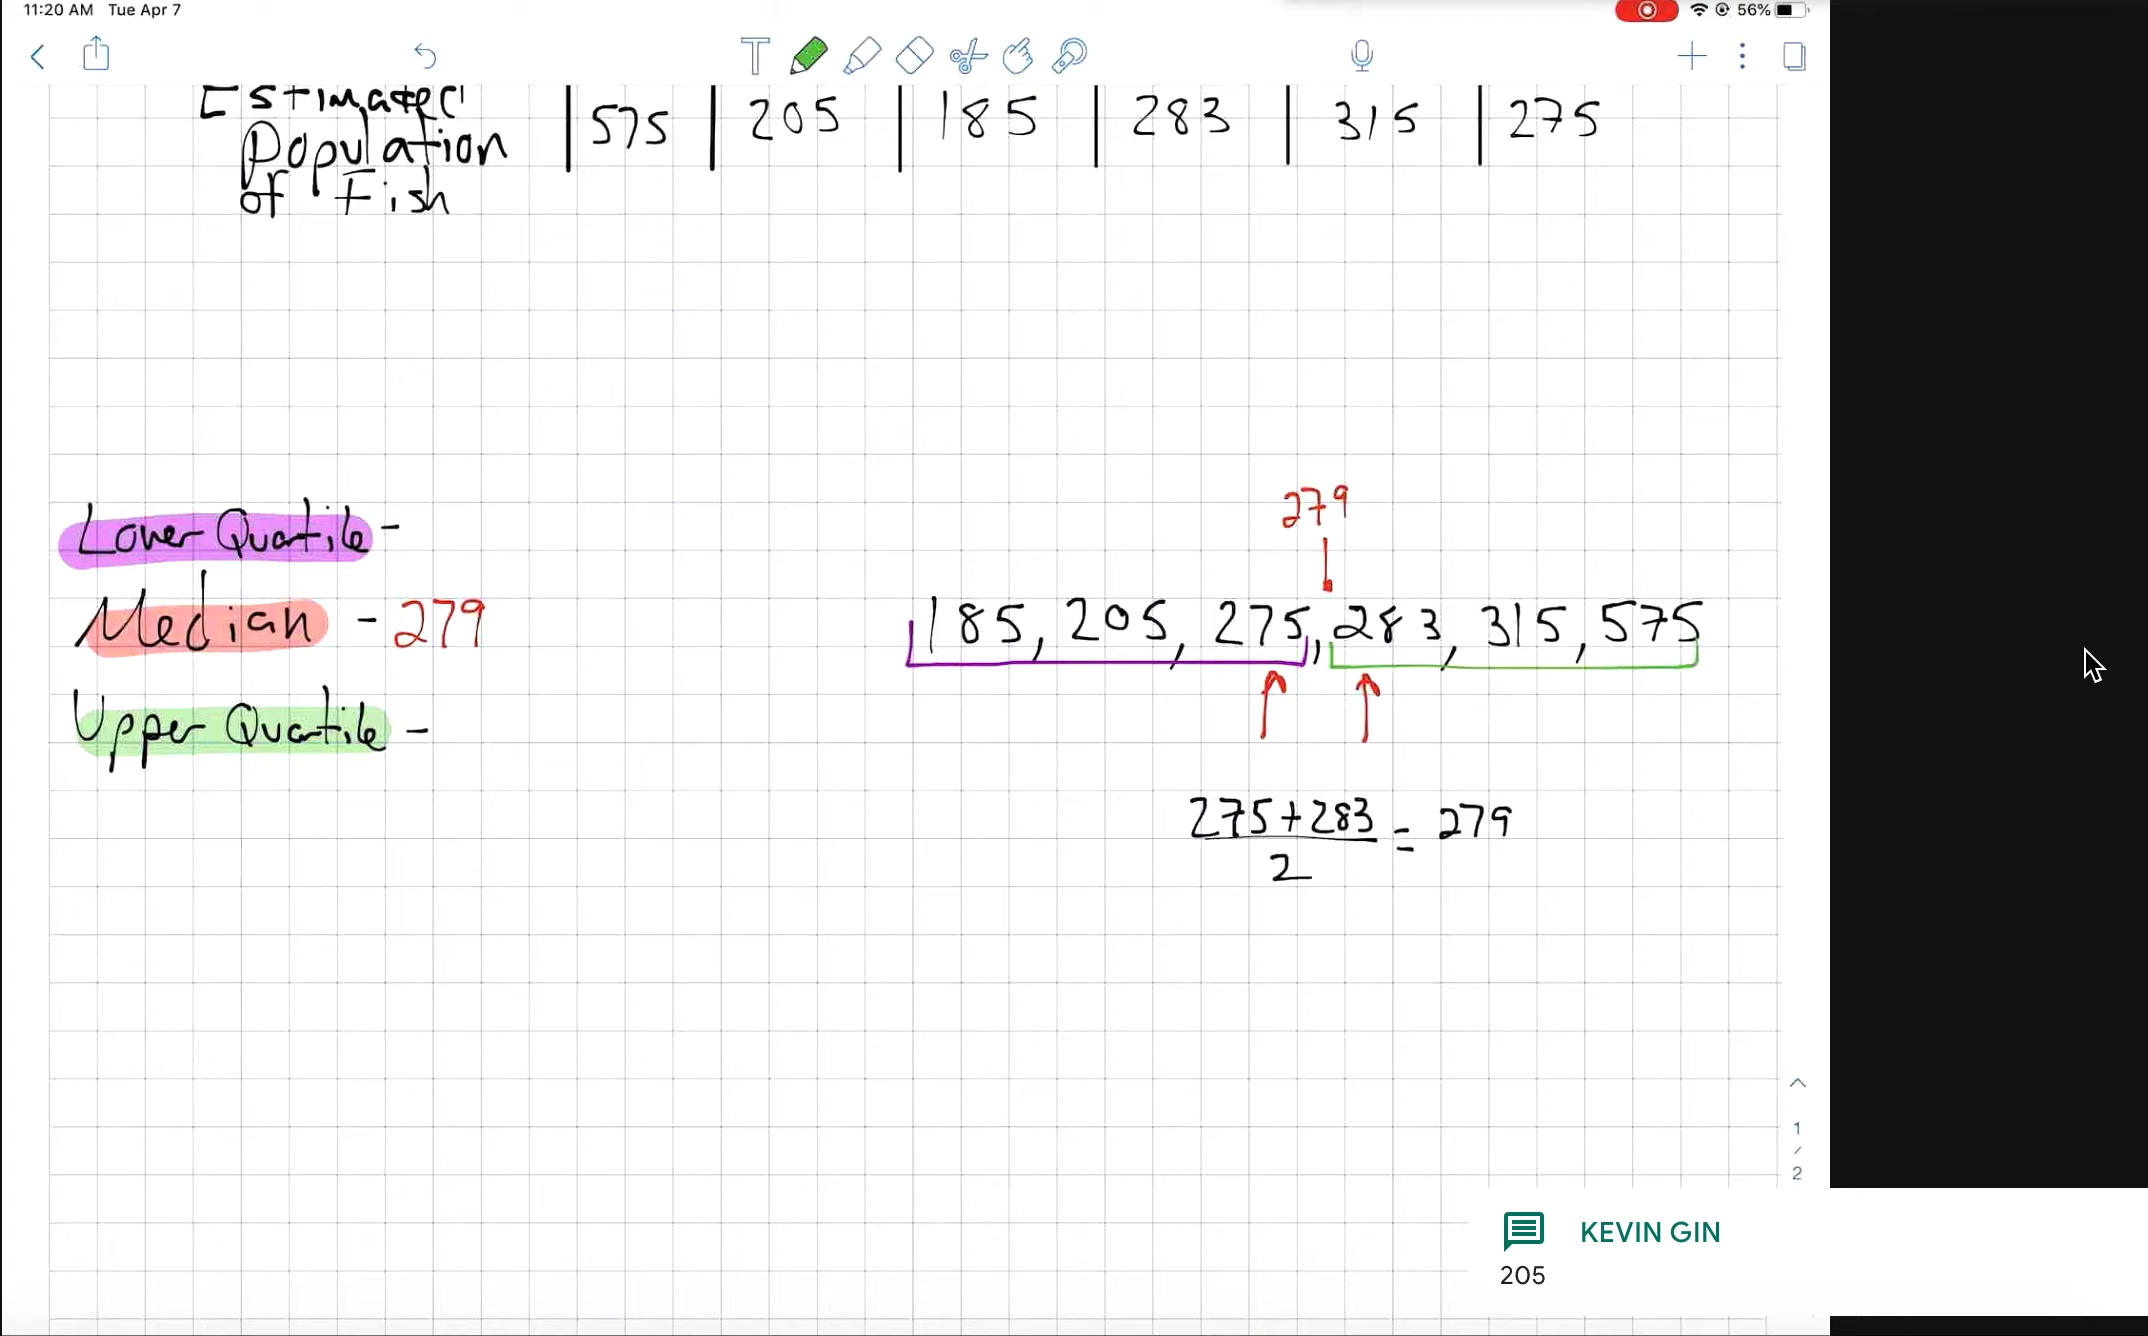 11:20 AM Tue Apr 7
56%
Estimated | 575 | 205 | 185 | 283 | 315 | 275
Population
of Fish
279
Lower Quartile -
185, 205, 275, 283, 315, 575
Median - 279
Upper Quartile -
275+283
2
= 279
1
/
2
KEVIN GIN
205